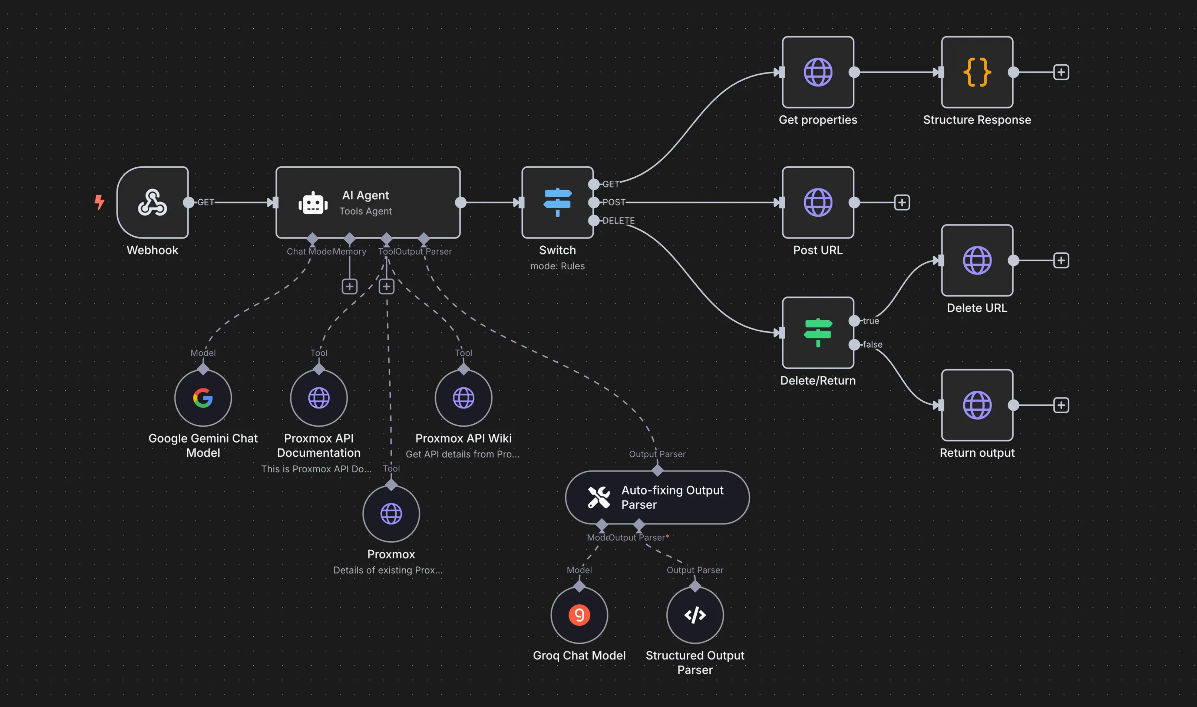 Get properties
Structure Response
GET
AI Agent
Tools Agent
GET
POST
DELETE
Webhook
Chat Model
Memory
Tool
Output Parser
Switch
mode: Rules
Post URL
Delete URL
true
false
Delete/Return
Return output
Model
Tool
Tool
Google Gemini Chat
Model
Proxmox API
Documentation
This is Proxmox API Do...
Proxmox API Wiki
Get API details from Pro...
Tool
Proxmox
Details of existing Prox...
Output Parser
Auto-fixing Output
Parser
Mode
Output Parser*
Model
Output Parser
Groq Chat Model
Structured Output
Parser